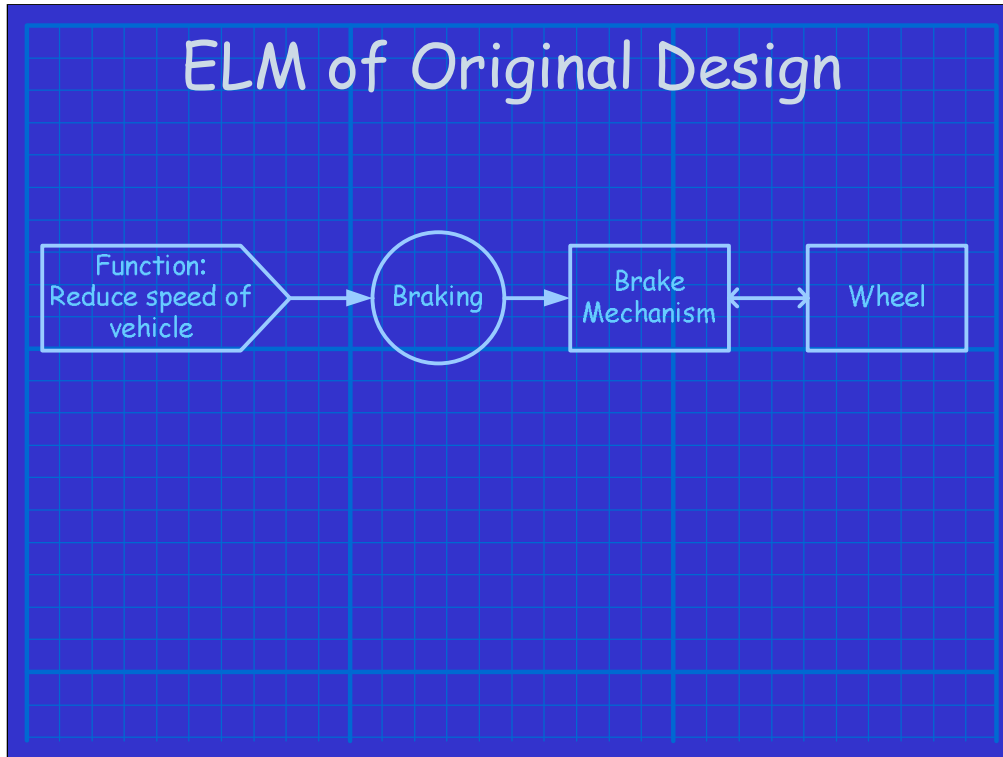 ELM of Original Design
Function:
Reduce speed of
vehicle
Braking
Brake
Mechanism
Wheel